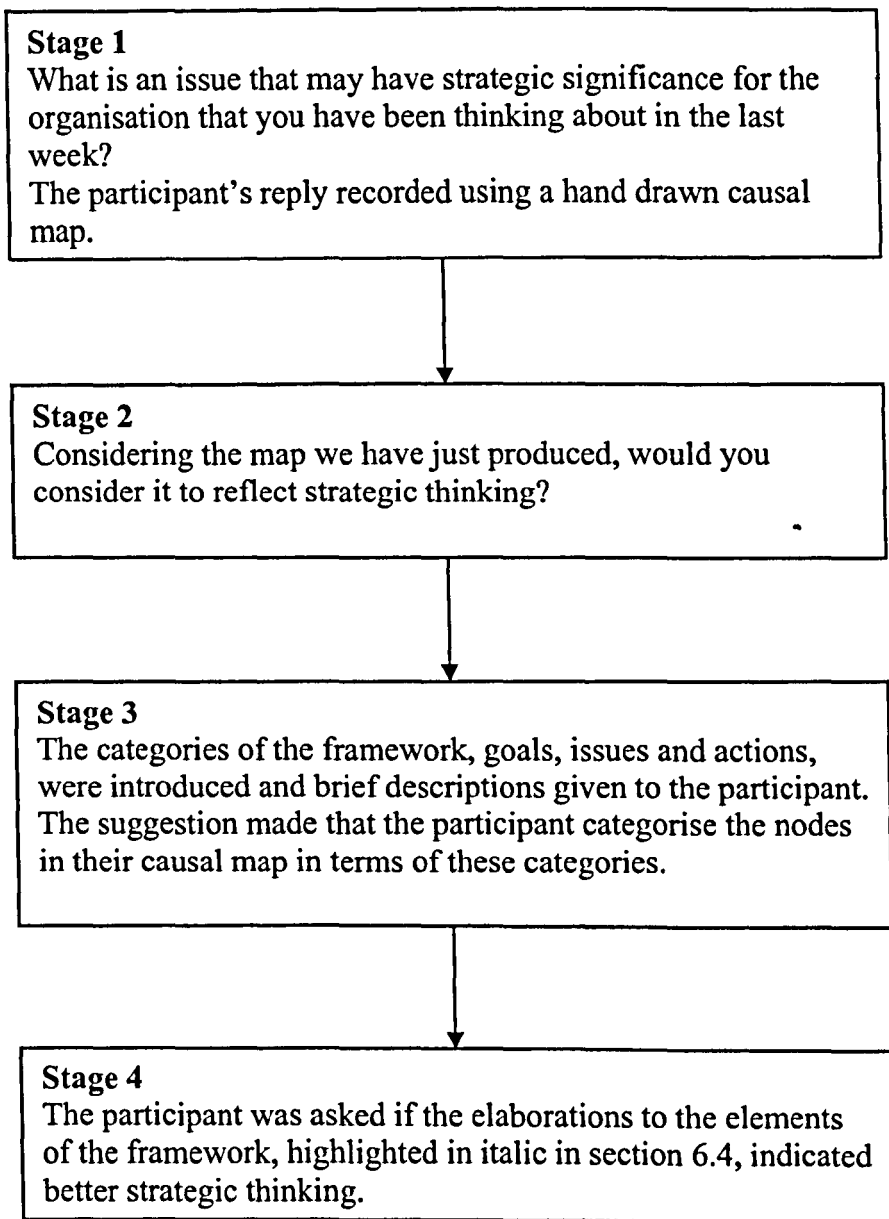 Stage 1
What is an issue that may have strategic significance for the
organisation that you have been thinking about in the last
week?
The participant's reply recorded using a hand drawn causal
map.
Stage 2
Considering the map we have just produced, would you
consider it to reflect strategic thinking?
Stage 3
The categories of the framework, goals, issues and actions,
were introduced and brief descriptions given to the participant.
The suggestion made that the participant categorise the nodes
in their causal map in terms of these categories.
Stage 4
The participant was asked if the elaborations to the elements
of the framework, highlighted in italic in section 6.4, indicated
better strategic thinking.